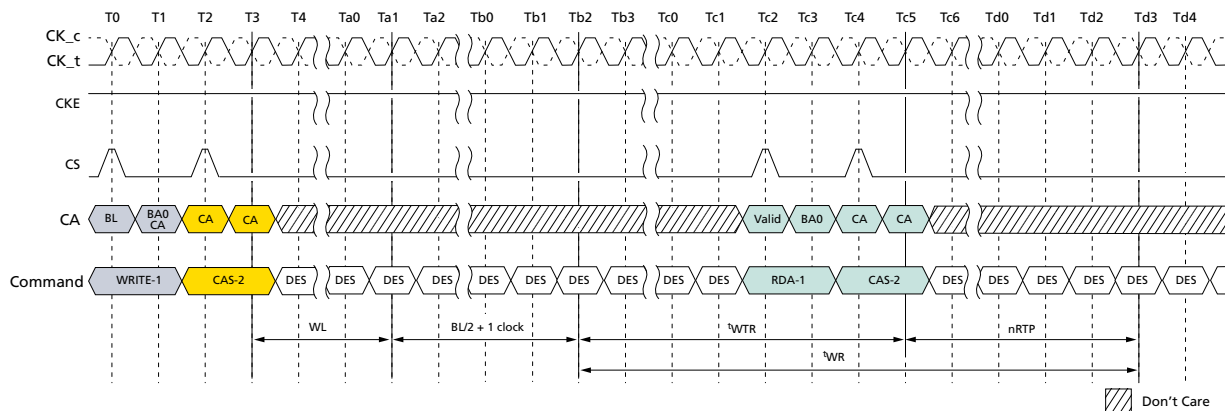 T0 T1 T2 T3 T4 Ta0 Ta1 Ta2 Tb0 Tb1 Tb2 Tb3 Tc0 Tc1 Tc2 Tc3 Tc4 Tc5 Tc6 Td0 Td1 Td2 Td3 Td4
CK_c
CK_t
CKE
CS
CA BL BA0 CA CA CA Valid BA0 CA CA
Command WRITE-1 CAS-2 DES DES DES DES DES DES DES DES DES DES RDA-1 CAS-2 DES DES DES DES DES DES
WL BL/2 + 1 clock tWTR nRTP
tWR
Don't Care